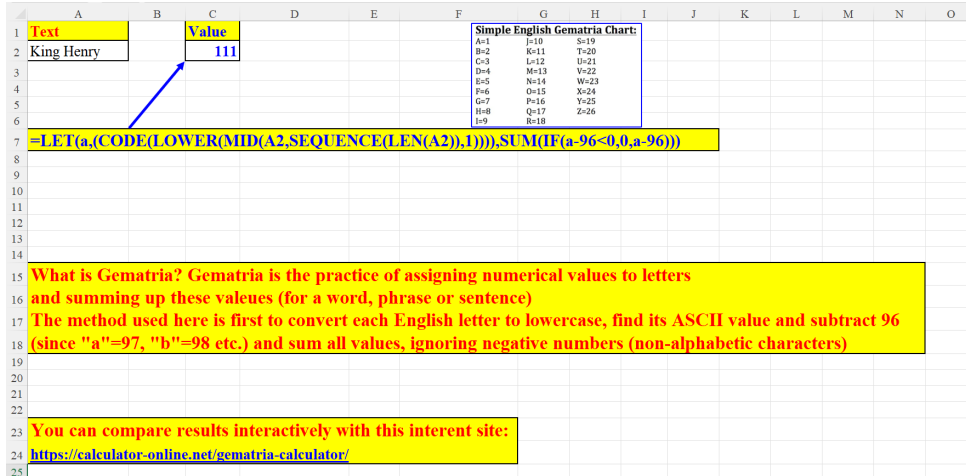 A B C D E F G H I J K L M N O
1 Text Value
2 King Henry 111
Simple English Gematria Chart:
A=1 J=10 S=19
B=2 K=11 T=20
C=3 L=12 U=21
D=4 M=13 V=22
E=5 N=14 W=23
F=6 O=15 X=24
G=7 P=16 Y=25
H=8 Q=17 Z=26
I=9 R=18
3
4
5
6
7 =LET(a,(CODE(LOWER(MID(A2,SEQUENCE(LEN(A2)),1)))),SUM(IF(a-96<0,0,a-96)))
8
9
10
11
12
13
14
15 What is Gematria? Gematria is the practice of assigning numerical values to letters
16 and summing up these valeues (for a word, phrase or sentence)
17 The method used here is first to convert each English letter to lowercase, find its ASCII value and subtract 96
18 (since "a"=97, "b"=98 etc.) and sum all values, ignoring negative numbers (non-alphabetic characters)
19
20
21
22
23 You can compare results interactively with this interent site:
24 https://calculator-online.net/gematria-calculator/
25